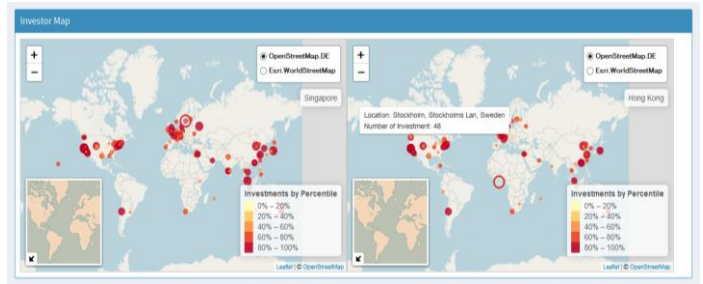 Investor Map
+
−
OpenStreetMap.DE
Esri.WorldStreetMap
Singapore
Investments by Percentile
0% – 20%
20% – 40%
40% – 60%
60% – 80%
80% – 100%
Leaflet | © OpenStreetMap
+
−
OpenStreetMap.DE
Esri.WorldStreetMap
Hong Kong
Location: Stockholm, Stockholms Lan, Sweden
Number of Investment: 48
Investments by Percentile
0% – 20%
20% – 40%
40% – 60%
60% – 80%
80% – 100%
Leaflet | © OpenStreetMap